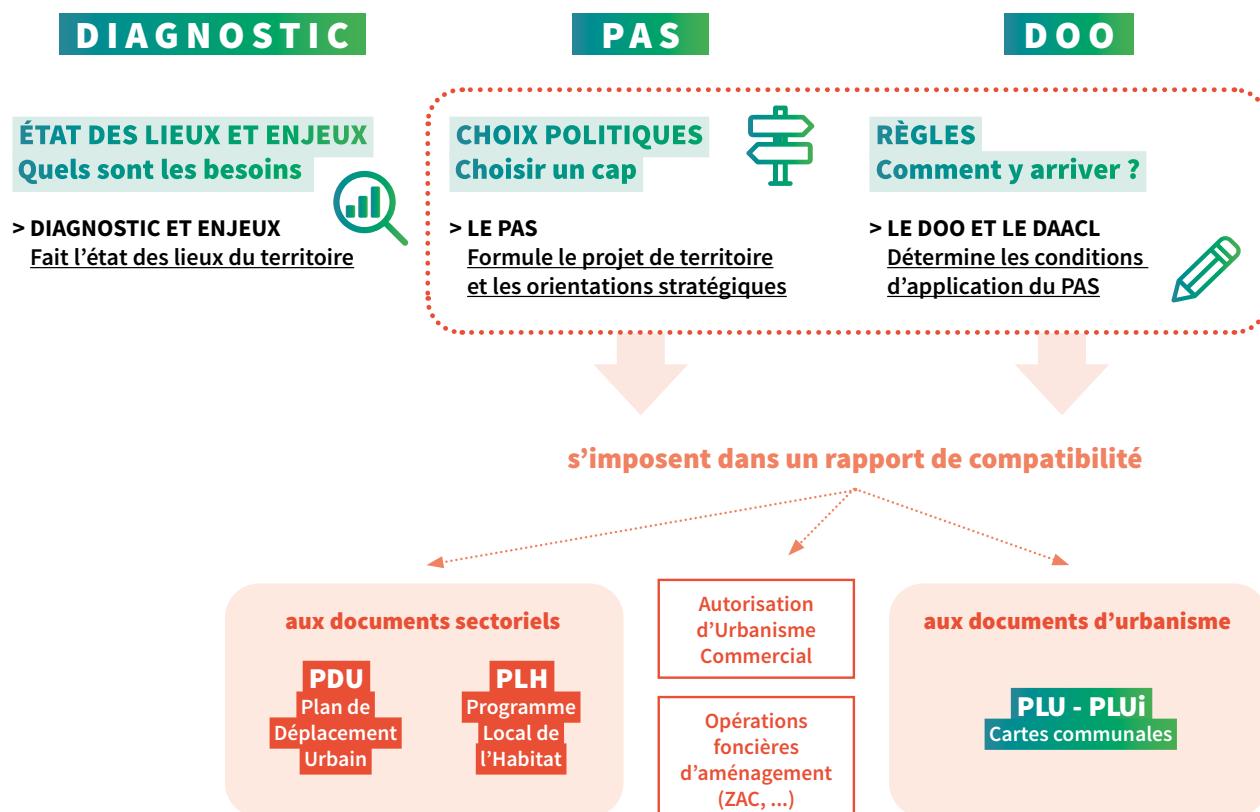 DIAGNOSTIC
PAS
DOO
ÉTAT DES LIEUX ET ENJEUX
Quels sont les besoins
> DIAGNOSTIC ET ENJEUX
Fait l'état des lieux du territoire
CHOIX POLITIQUES
Choisir un cap
> LE PAS
Formule le projet de territoire
et les orientations stratégiques
RÈGLES
Comment y arriver ?
> LE DOO ET LE DAACL
Détermine les conditions
d'application du PAS
s'imposent dans un rapport de compatibilité
aux documents sectoriels
PDU
Plan de
Déplacement
Urbain
PLH
Programme
Local de
l'Habitat
Autorisation
d'Urbanisme
Commercial
Opérations
foncières
d'aménagement
(ZAC, ...)
aux documents d'urbanisme
PLU - PLUi
Cartes communales